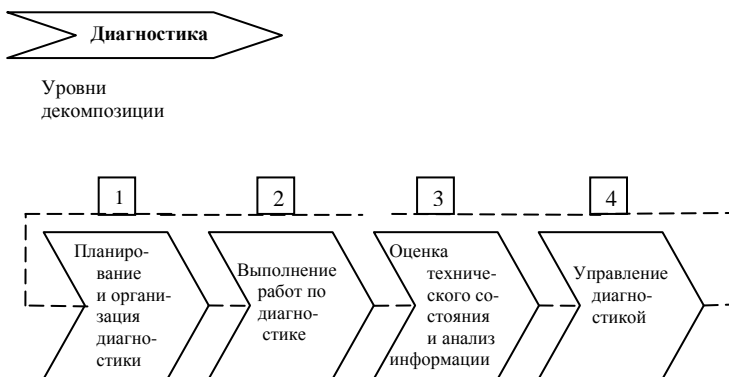 Диагностика
Уровни
декомпозиции
1
2
3
4
Планиро-
вание
и органи-
зация
диагно-
стики
Выполнение
работ по
диагно-
стике
Оценка
техниче-
ского со-
стояния
и анализ
информации
Управление
диагно-
стикой